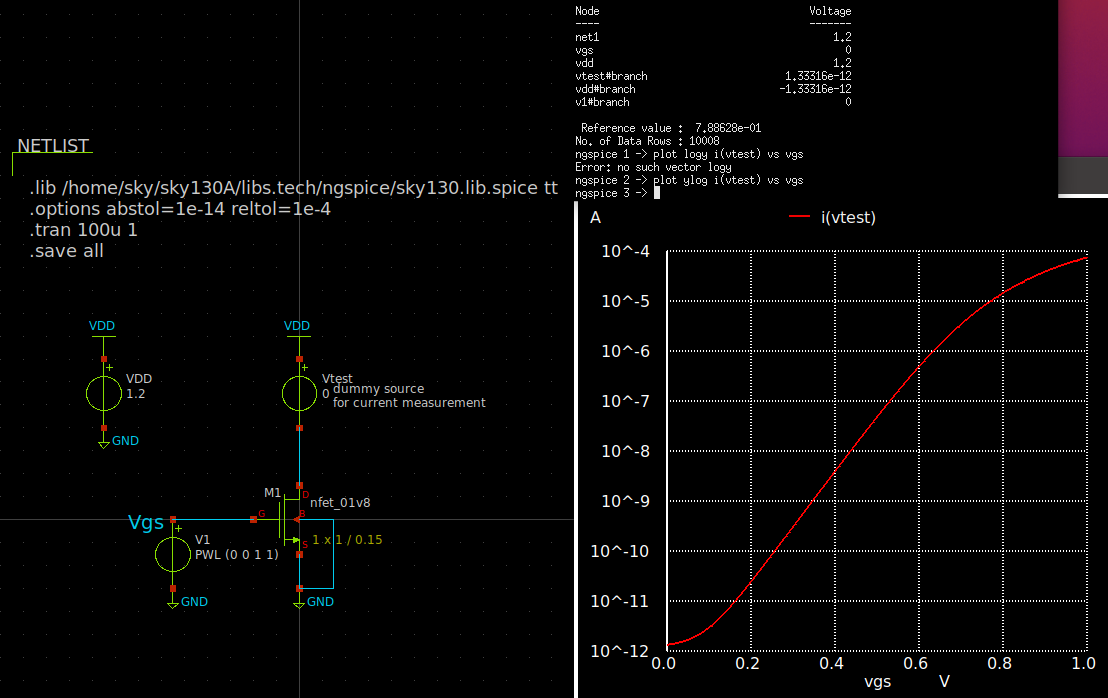 NETLIST
.lib /home/sky/sky130A/libs.tech/ngspice/sky130.lib.spice tt
.options abstol=1e-14 reltol=1e-4
.tran 100u 1
.save all
VDD
+
VDD
1.2
GND
VDD
+
Vtest
0
dummy source
for current measurement
M1
D
nfet_01v8
G
B
S
1 x 1 / 0.15
Vgs
+
V1
PWL (0 0 1 1)
GND
GND
Node Voltage
---- -------
net1 1.2
vgs 0
vdd 1.2
vtest#branch 1.33316e-12
vdd#branch -1.33316e-12
v1#branch 0
Reference value : 7.88628e-01
No. of Data Rows : 10008
ngspice 1 -> plot logy i(vtest) vs vgs
Error: no such vector logy
ngspice 2 -> plot ylog i(vtest) vs vgs
ngspice 3 ->
A
i(vtest)
10^-4
10^-5
10^-6
10^-7
10^-8
10^-9
10^-10
10^-11
10^-12
0.0 0.2 0.4 0.6 0.8 1.0
vgs V